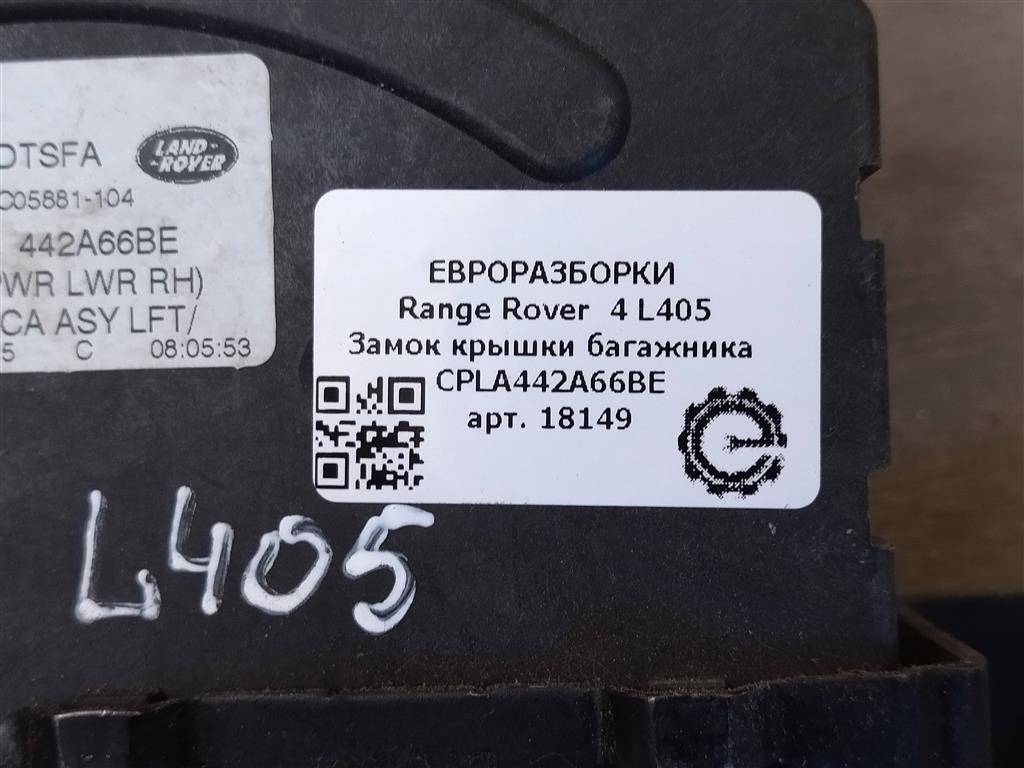 DTSFA
LAND-
-ROVER
C05881-104
442A66BE
PWR LWR RH)
CA ASY LFT/
5 C 08:05:53
ЕВРОРАЗБОРКИ
Range Rover 4 L405
Замок крышки багажника
CPLA442A66BE
арт. 18149
L405